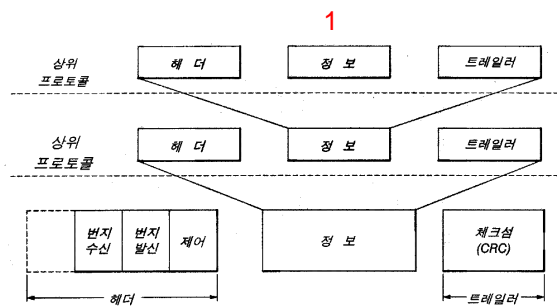 1
상위
프로토콜
헤 더
정 보
트레일러
상위
프로토콜
헤 더
정 보
트레일러
번지
수신
번지
발신
제어
정 보
체크섬
(CRC)
헤더
트레일러